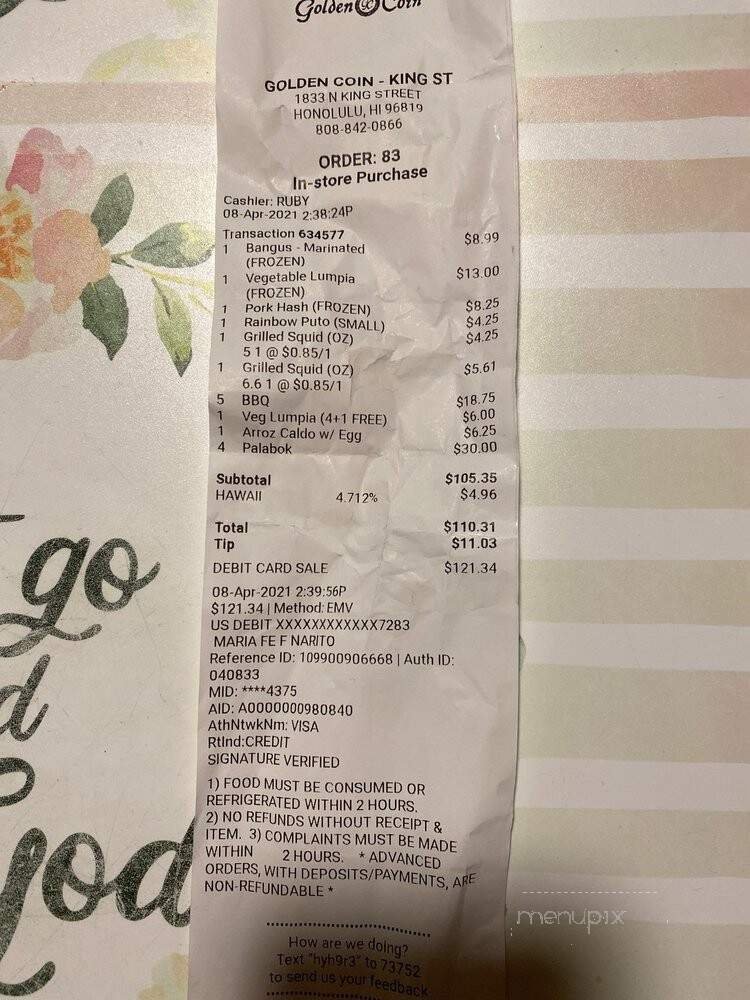 Golden GC Coin
GOLDEN COIN - KING ST
1833 N KING STREET
HONOLULU, HI 96819
808-842-0866
ORDER: 83
In-store Purchase
Cashier: RUBY
08-Apr-2021 2:38:24P
Transaction 634577
1 Bangus - Marinated $8.99
(FROZEN)
1 Vegetable Lumpia $13.00
(FROZEN)
1 Pork Hash (FROZEN) $8.25
1 Rainbow Puto (SMALL) $4.25
1 Grilled Squid (OZ) $4.25
5 1 @ $0.85/1
1 Grilled Squid (OZ) $5.61
6.6 1 @ $0.85/1
5 BBQ $18.75
1 Veg Lumpia (4+1 FREE) $6.00
1 Arroz Caldo w/ Egg $6.25
4 Palabok $30.00
Subtotal $105.35
HAWAII 4.712% $4.96
Total $110.31
Tip $11.03
DEBIT CARD SALE $121.34
08-Apr-2021 2:39:56P
$121.34 | Method: EMV
US DEBIT XXXXXXXXXXXX7283
MARIA FE F NARITO
Reference ID: 109900906668 | Auth ID:
040833
MID: ****4375
AID: A0000000980840
AthNtwkNm: VISA
RtInd:CREDIT
SIGNATURE VERIFIED
1) FOOD MUST BE CONSUMED OR
REFRIGERATED WITHIN 2 HOURS.
2) NO REFUNDS WITHOUT RECEIPT &
ITEM. 3) COMPLAINTS MUST BE MADE
WITHIN 2 HOURS. * ADVANCED
ORDERS, WITH DEPOSITS/PAYMENTS, ARE
NON-REFUNDABLE *
How are we doing?
Text "hyh9r3" to 73752
to send us your feedback
go
menupix